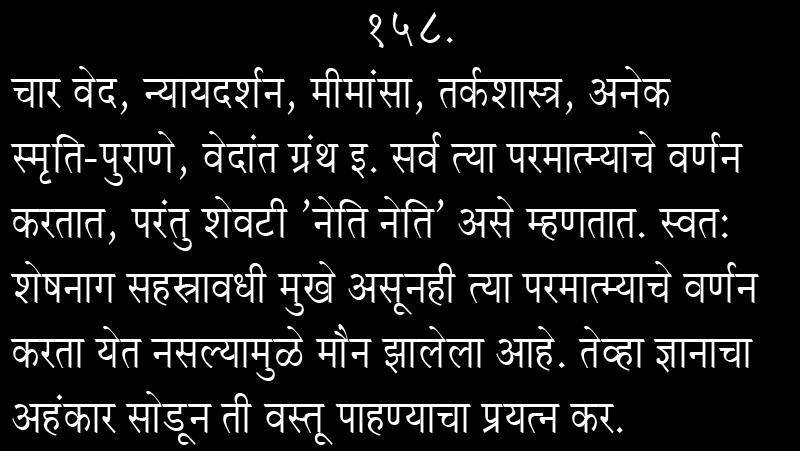 १५८.
चार वेद, न्यायदर्शन, मीमांसा, तर्कशास्त्र, अनेक
स्मृति-पुराणे, वेदांत ग्रंथ इ. सर्व त्या परमात्म्याचे वर्णन
करतात, परंतु शेवटी ’नेति नेति’ असे म्हणतात. स्वत:
शेषनाग सहस्रावधी मुखे असूनही त्या परमात्म्याचे वर्णन
करता येत नसल्यामुळे मौन झालेला आहे. तेव्हा ज्ञानाचा
अहंकार सोडून ती वस्तू पाहण्याचा प्रयत्न कर.